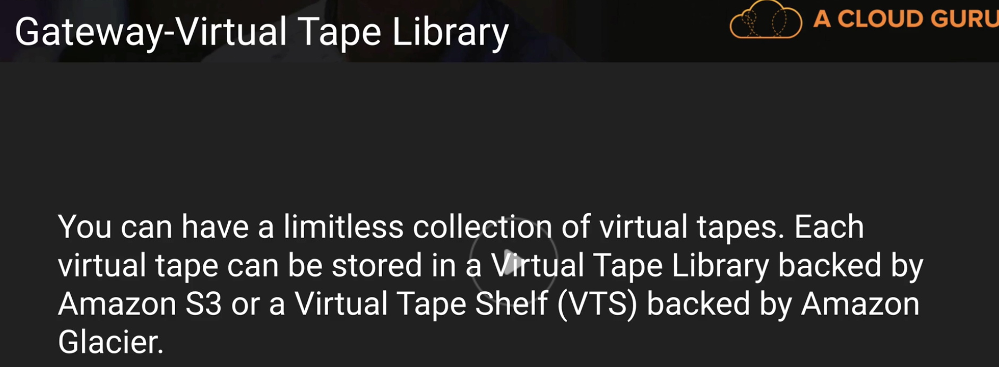 Gateway-Virtual Tape Library
A CLOUD GURU
You can have a limitless collection of virtual tapes. Each
virtual tape can be stored in a Virtual Tape Library backed by
Amazon S3 or a Virtual Tape Shelf (VTS) backed by Amazon
Glacier.